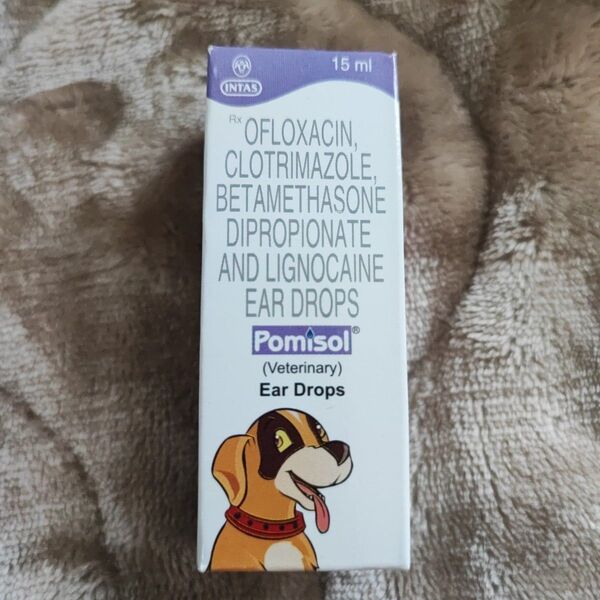 INTAS
15 ml
Rx OFLOXACIN,
CLOTRIMAZOLE,
BETAMETHASONE
DIPROPIONATE
AND LIGNOCAINE
EAR DROPS
Pomisol®
(Veterinary)
Ear Drops